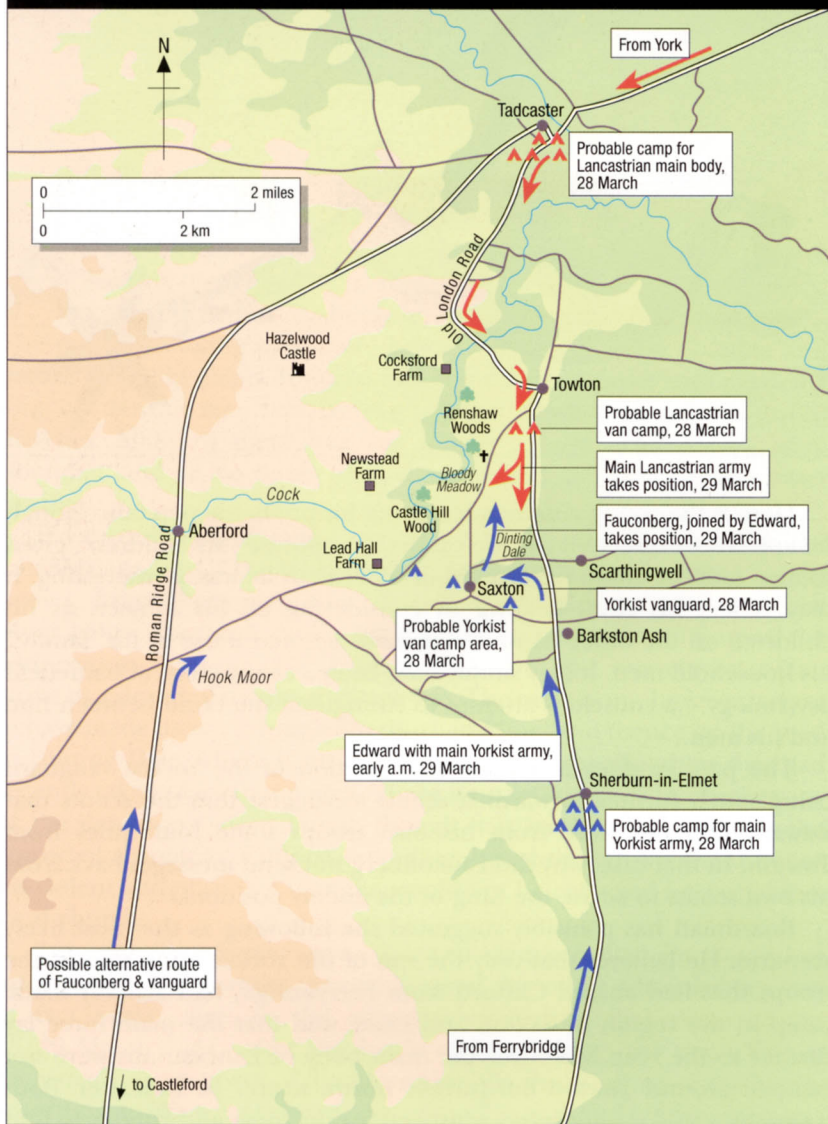 N
From York
Tadcaster
Probable camp for
Lancastrian main body,
28 March
0 2 miles
0 2 km
Old London Road
Hazelwood
Castle
Cocksford
Farm
Towton
Renshaw
Woods
Probable Lancastrian
van camp, 28 March
Newstead
Farm
Bloody
Meadow
Main Lancastrian army
takes position, 29 March
Cock
Castle Hill
Wood
Fauconberg, joined by Edward,
takes position, 29 March
Aberford
Roman Ridge Road
Lead Hall
Farm
Dinting
Dale
Scarthingwell
Saxton
Yorkist vanguard, 28 March
Probable Yorkist
van camp area,
28 March
Barkston Ash
Hook Moor
Edward with main Yorkist army,
early a.m. 29 March
Sherburn-in-Elmet
Probable camp for main
Yorkist army, 28 March
Possible alternative route
of Fauconberg & vanguard
From Ferrybridge
to Castleford